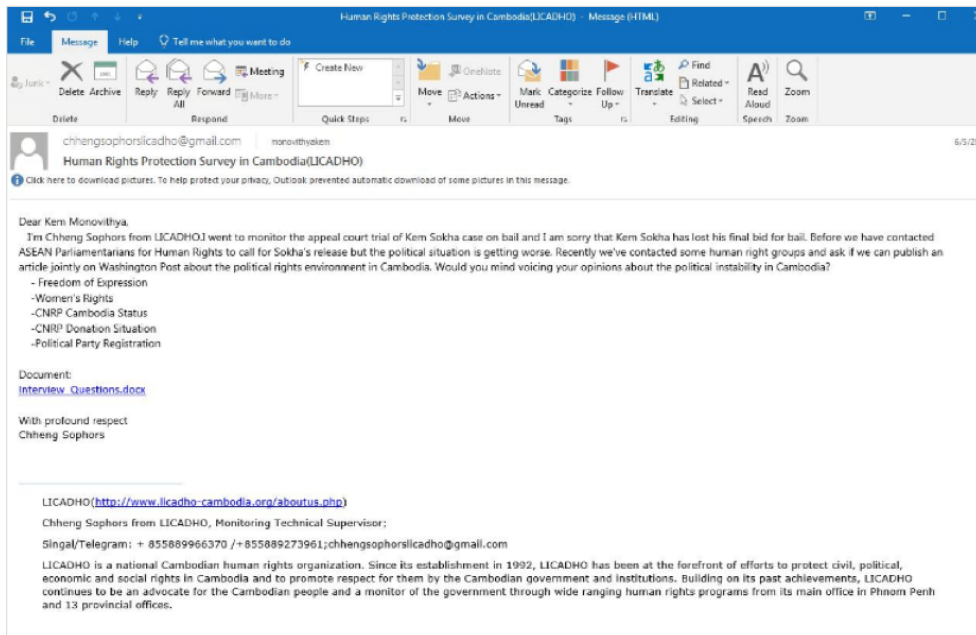 Human Rights Protection Survey in Cambodia(LICADHO) - Message (HTML)
File Message Help Tell me what you want to do
Junk Delete Archive Reply Reply All Forward Meeting More Create New Move OneNote Actions Mark Unread Categorize Follow Up Translate Find Related Select Read Aloud Zoom
Delete Respond Quick Steps Move Tags Editing Speech Zoom
chhengsophorslicadho@gmail.com monovithyakem
6/5/20
Human Rights Protection Survey in Cambodia(LICADHO)
Click here to download pictures. To help protect your privacy, Outlook prevented automatic download of some pictures in this message.
Dear Kem Monovithya,
I'm Chheng Sophors from LICADHO.I went to monitor the appeal court trial of Kem Sokha case on bail and I am sorry that Kem Sokha has lost his final bid for bail. Before we have contacted
ASEAN Parliamentarians for Human Rights to call for Sokha's release but the political situation is getting worse. Recently we've contacted some human right groups and ask if we can publish an
article jointly on Washington Post about the political rights environment in Cambodia. Would you mind voicing your opinions about the political instability in Cambodia?
- Freedom of Expression
-Women's Rights
-CNRP Cambodia Status
-CNRP Donation Situation
-Political Party Registration
Document:
Interview_Questions.docx
With profound respect
Chheng Sophors
LICADHO(http://www.licadho-cambodia.org/aboutus.php)
Chheng Sophors from LICADHO, Monitoring Technical Supervisor;
Singal/Telegram: + 855889966370 /+855889273961;chhengsophorslicadho@gmail.com
LICADHO is a national Cambodian human rights organization. Since its establishment in 1992, LICADHO has been at the forefront of efforts to protect civil, political,
economic and social rights in Cambodia and to promote respect for them by the Cambodian government and institutions. Building on its past achievements, LICADHO
continues to be an advocate for the Cambodian people and a monitor of the government through wide ranging human rights programs from its main office in Phnom Penh
and 13 provincial offices.